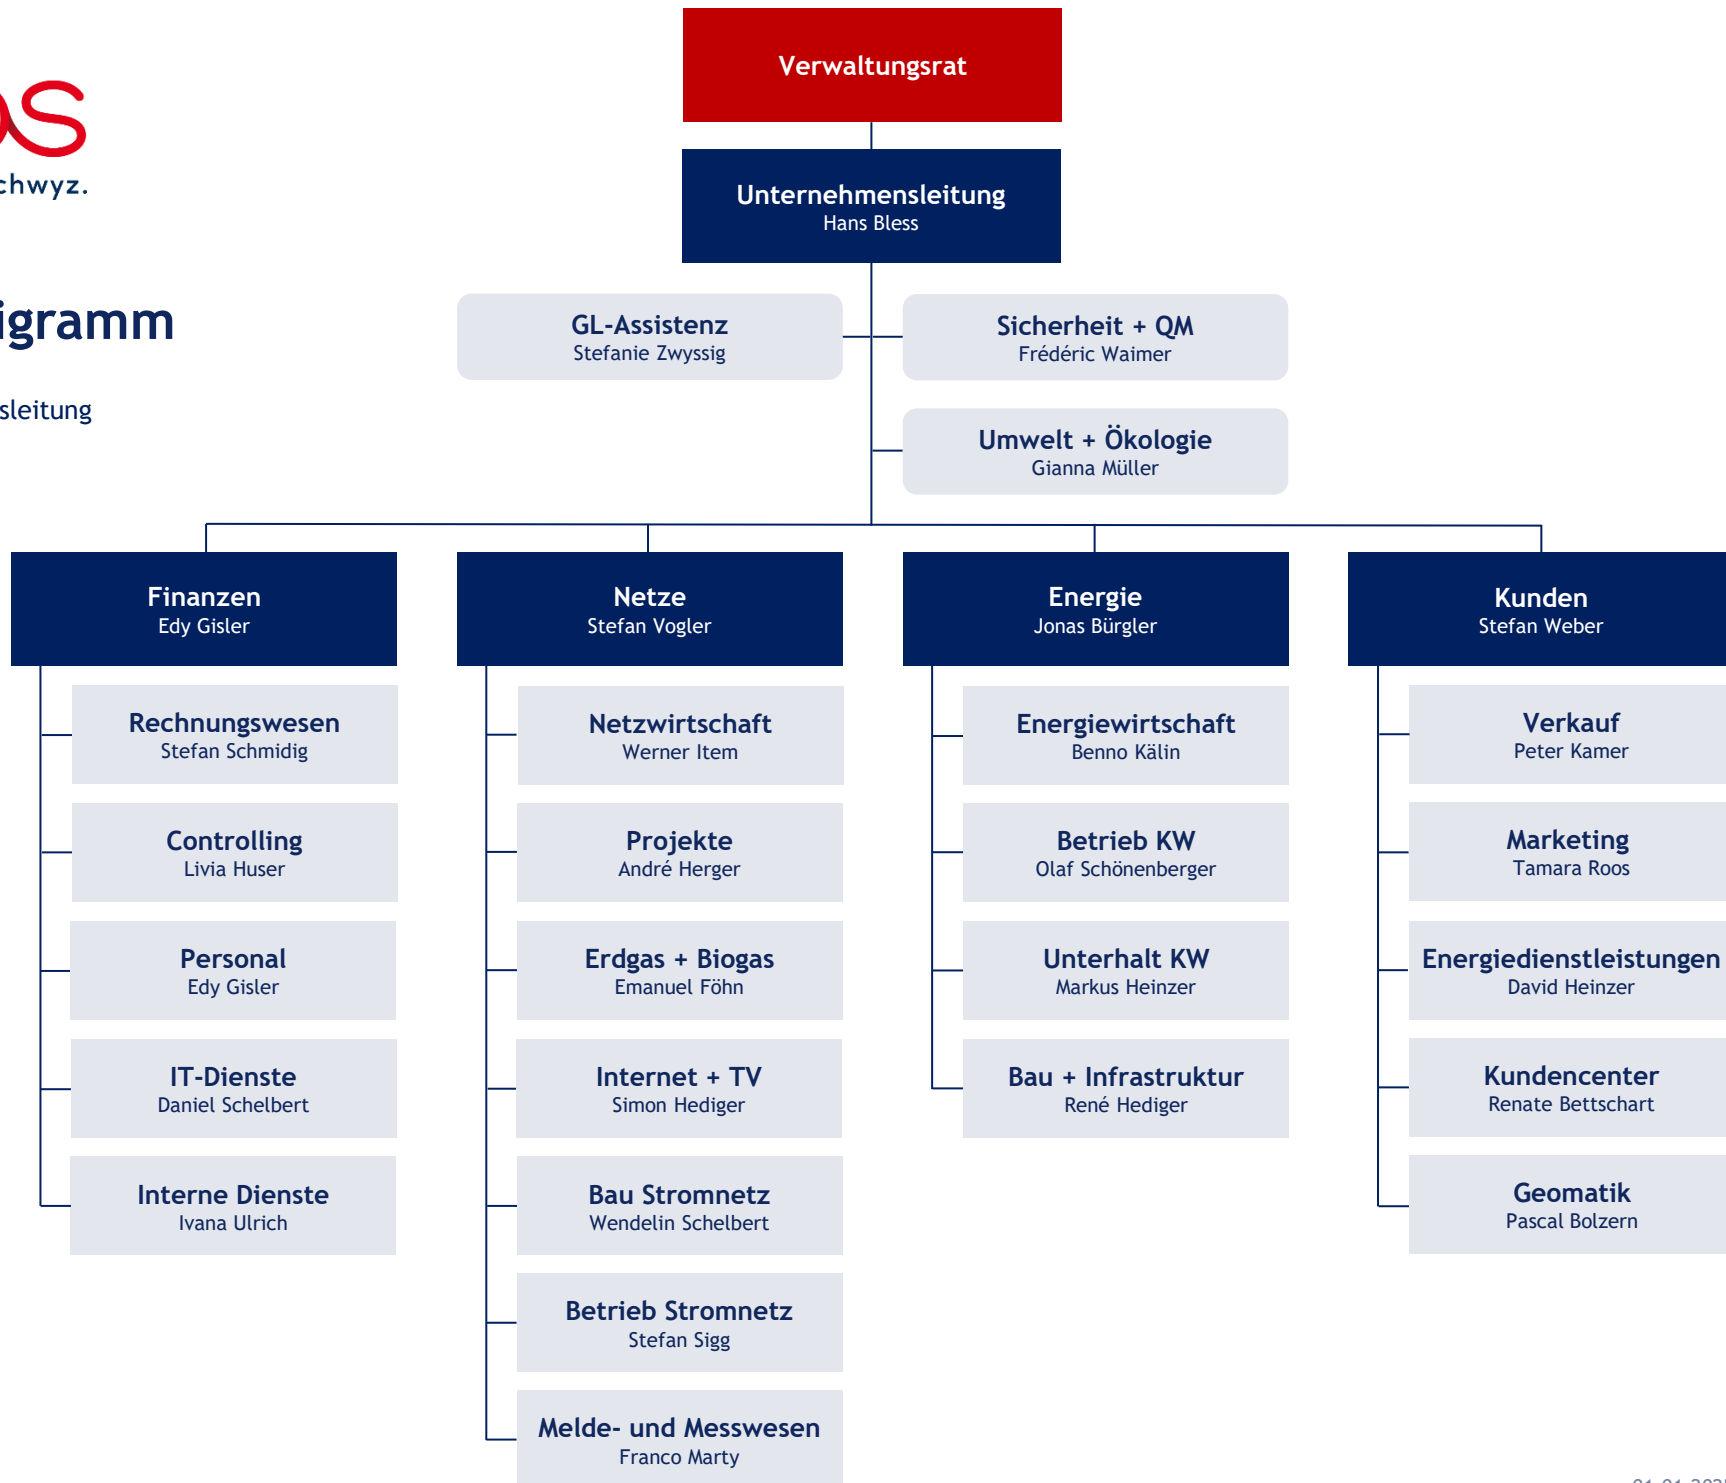 Verwaltungsrat
chwyz.
Unternehmensleitung
Hans Bless
igramm
sleitung
GL-Assistenz
Stefanie Zwyssig
Sicherheit + QM
Frédéric Waimer
Umwelt + Ökologie
Gianna Müller
Finanzen
Edy Gisler
Rechnungswesen
Stefan Schmidig
Controlling
Livia Huser
Personal
Edy Gisler
IT-Dienste
Daniel Schelbert
Interne Dienste
Ivana Ulrich
Netze
Stefan Vogler
Netzwirtschaft
Werner Item
Projekte
André Herger
Erdgas + Biogas
Emanuel Föhn
Internet + TV
Simon Hediger
Bau Stromnetz
Wendelin Schelbert
Betrieb Stromnetz
Stefan Sigg
Melde- und Messwesen
Franco Marty
Energie
Jonas Bürgler
Energiewirtschaft
Benno Kälin
Betrieb KW
Olaf Schönenberger
Unterhalt KW
Markus Heinzer
Bau + Infrastruktur
René Hediger
Kunden
Stefan Weber
Verkauf
Peter Kamer
Marketing
Tamara Roos
Energiedienstleistungen
David Heinzer
Kundencenter
Renate Bettschart
Geomatik
Pascal Bolzern